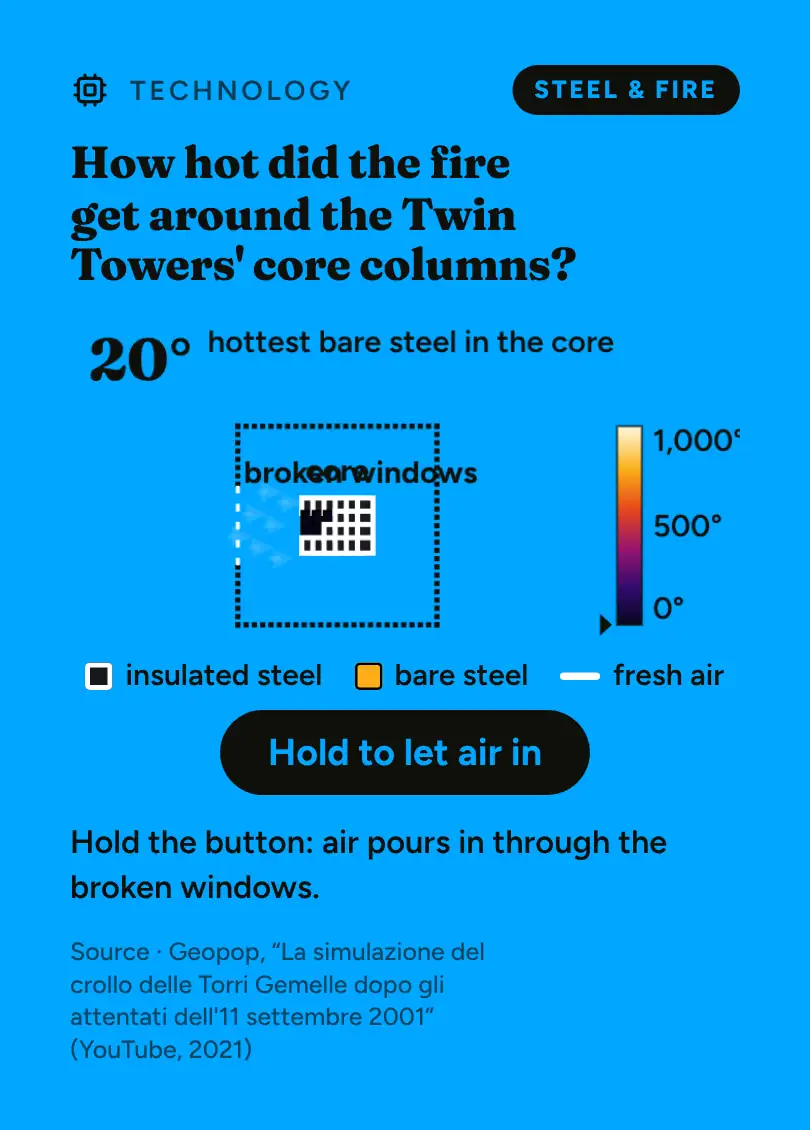 TECHNOLOGY
STEEL & FIRE
How hot did the fire
get around the Twin
Towers' core columns?
20° hottest bare steel in the core
core
broken windows
1,000°
500°
0°
insulated steel
bare steel
fresh air
Hold to let air in
Hold the button: air pours in through the
broken windows.
Source · Geopop, “La simulazione del
crollo delle Torri Gemelle dopo gli
attentati dell'11 settembre 2001”
(YouTube, 2021)